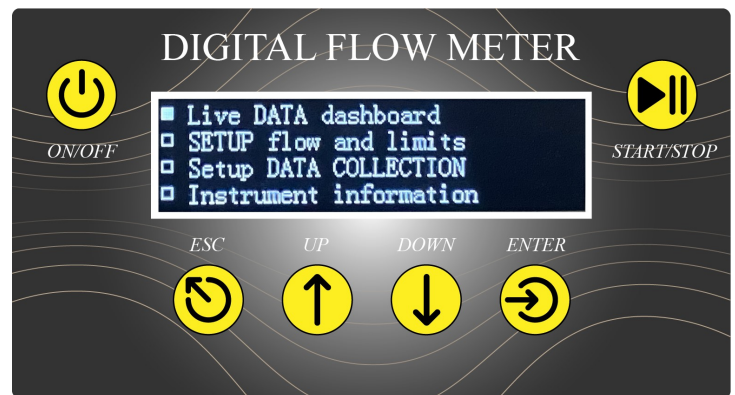 DIGITAL FLOW METER
ON/OFF
Live DATA dashboard
SETUP flow and limits
Setup DATA COLLECTION
Instrument information
START/STOP
ESC UP DOWN ENTER